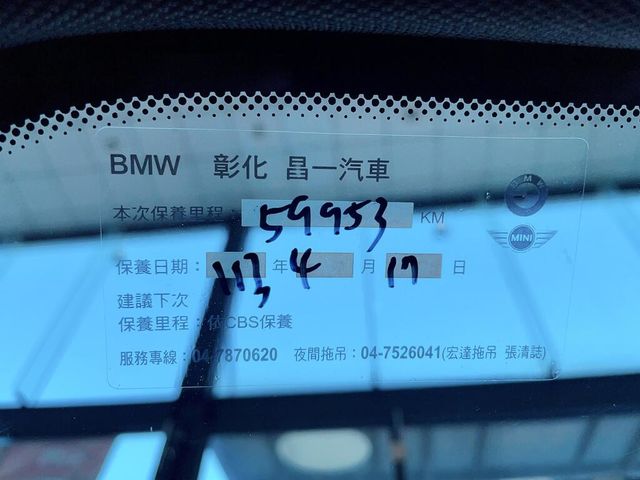 BMW 彰化 昌一汽車
本次保養里程: 59953 KM
BMW
MINI
保養日期: 113 年 4 月 17 日
建議下次
保養里程:依CBS保養
服務專線:04-7870620 夜間拖吊:04-7526041(宏達拖吊 張清誌)